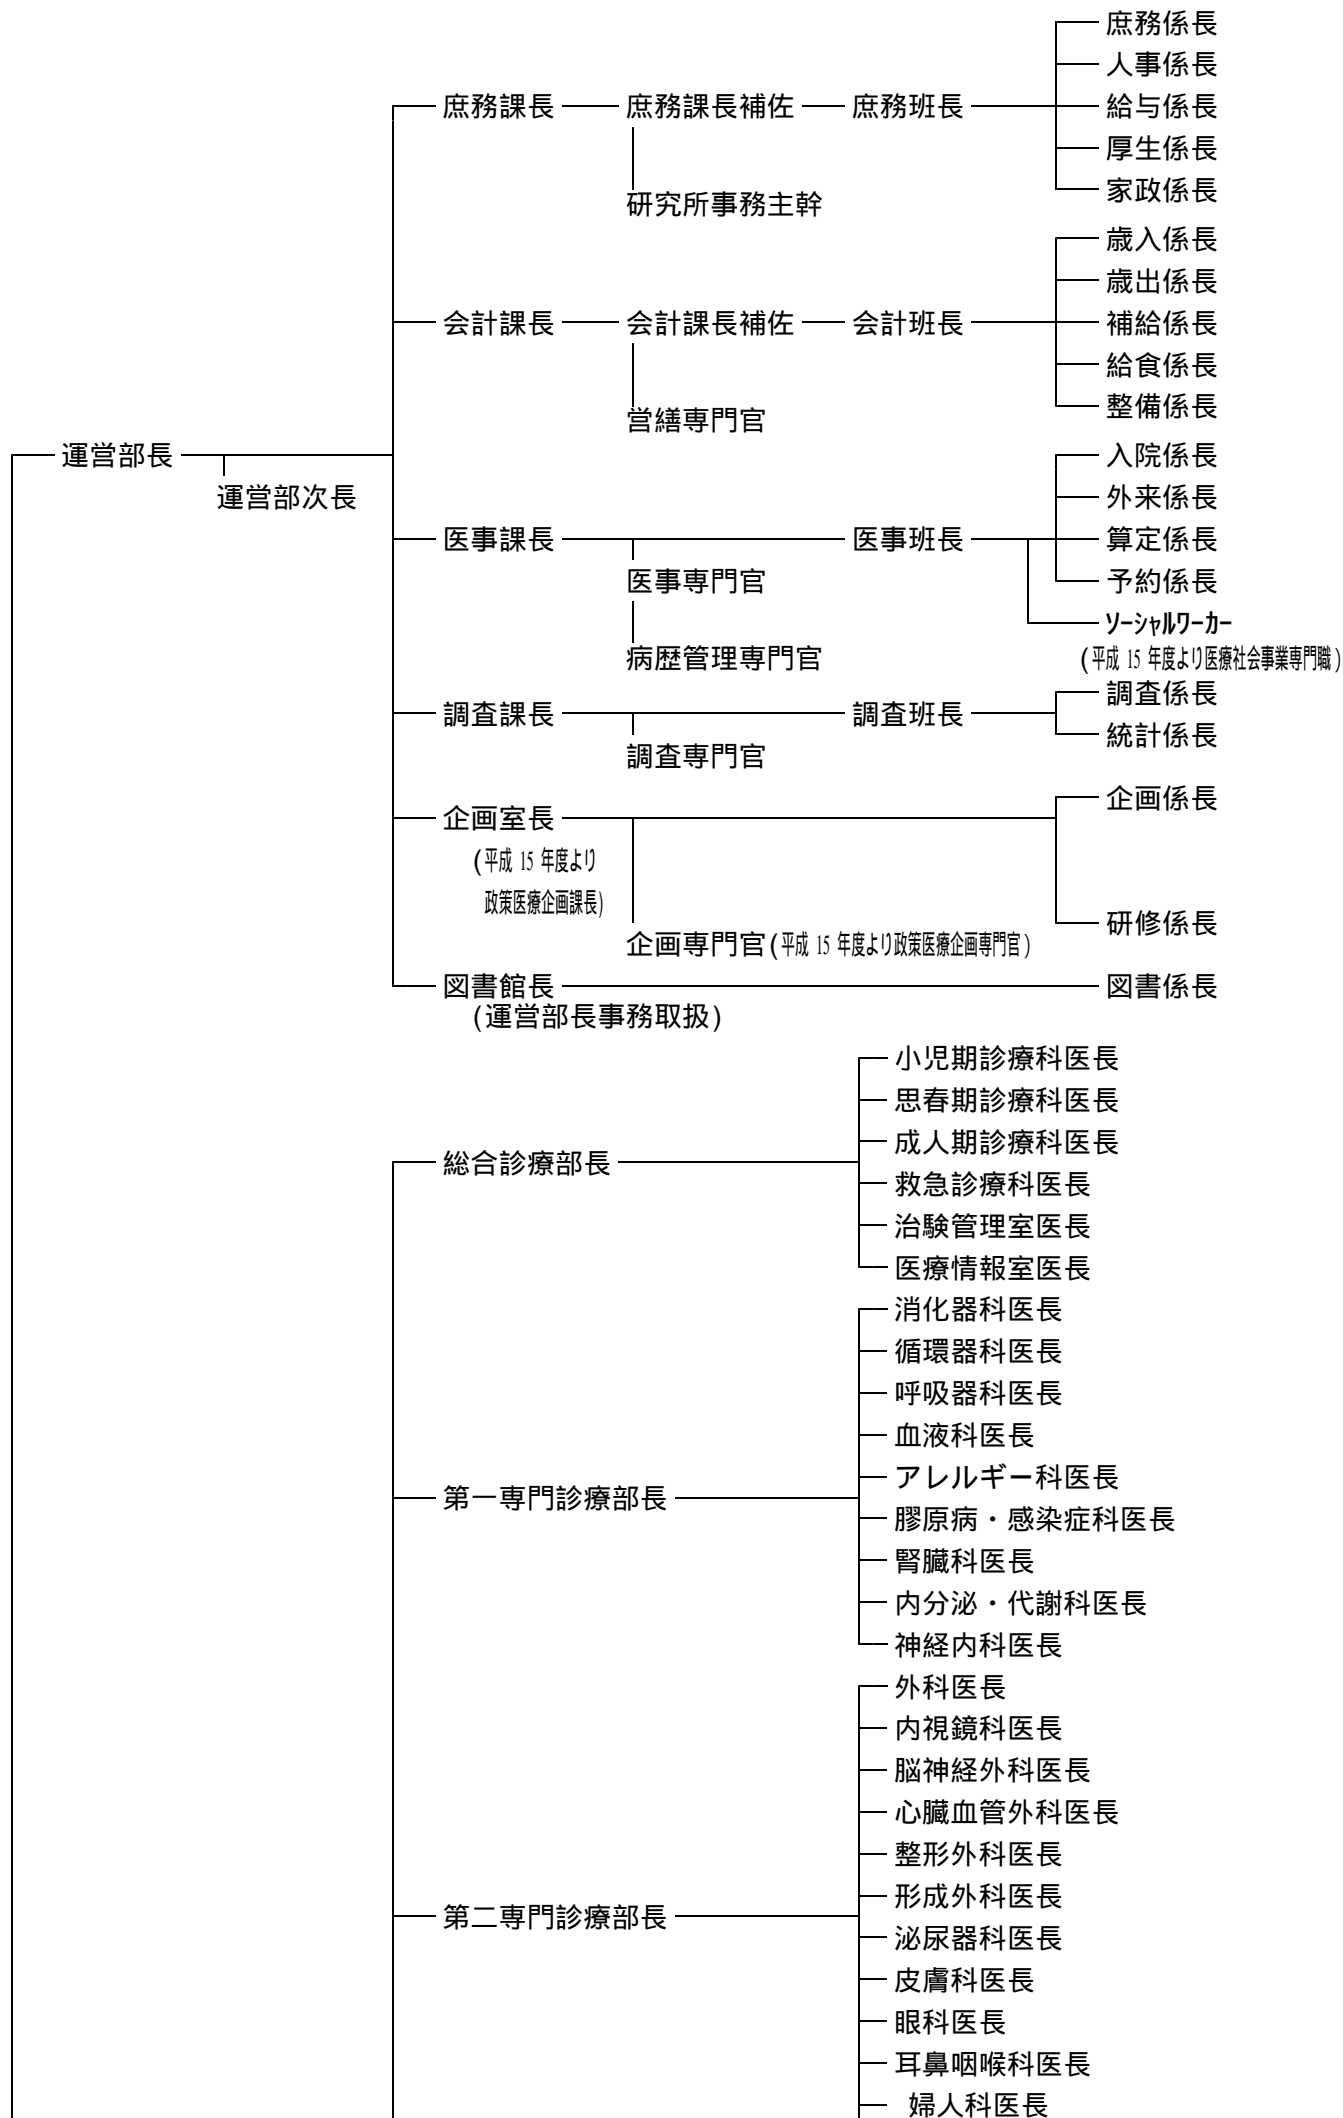 庶務係長
人事係長
庶務課長 庶務課長補佐 庶務班長 給与係長
厚生係長
研究所事務主幹 家政係長
歳入係長
歳出係長
会計課長 会計課長補佐 会計班長 補給係長
給食係長
営繕専門官 整備係長
運営部長 入院係長
運営部次長 外来係長
医事課長 医事班長 算定係長
医事専門官 予約係長
ソーシャルワーカー
病歴管理専門官 (平成 15 年度より医療社会事業専門職)
調査係長
調査課長 調査班長
調査専門官 統計係長
企画係長
企画室長
(平成 15 年度より
政策医療企画課長)
研修係長
企画専門官(平成 15 年度より政策医療企画専門官)
図書館長 図書係長
(運営部長事務取扱)
小児期診療科医長
思春期診療科医長
成人期診療科医長
総合診療部長
救急診療科医長
治験管理室医長
医療情報室医長
消化器科医長
循環器科医長
呼吸器科医長
血液科医長
アレルギー科医長
第一専門診療部長
膠原病・感染症科医長
腎臓科医長
内分泌・代謝科医長
神経内科医長
外科医長
内視鏡科医長
脳神経外科医長
心臓血管外科医長
整形外科医長
形成外科医長
第二専門診療部長
泌尿器科医長
皮膚科医長
眼科医長
耳鼻咽喉科医長
婦人科医長